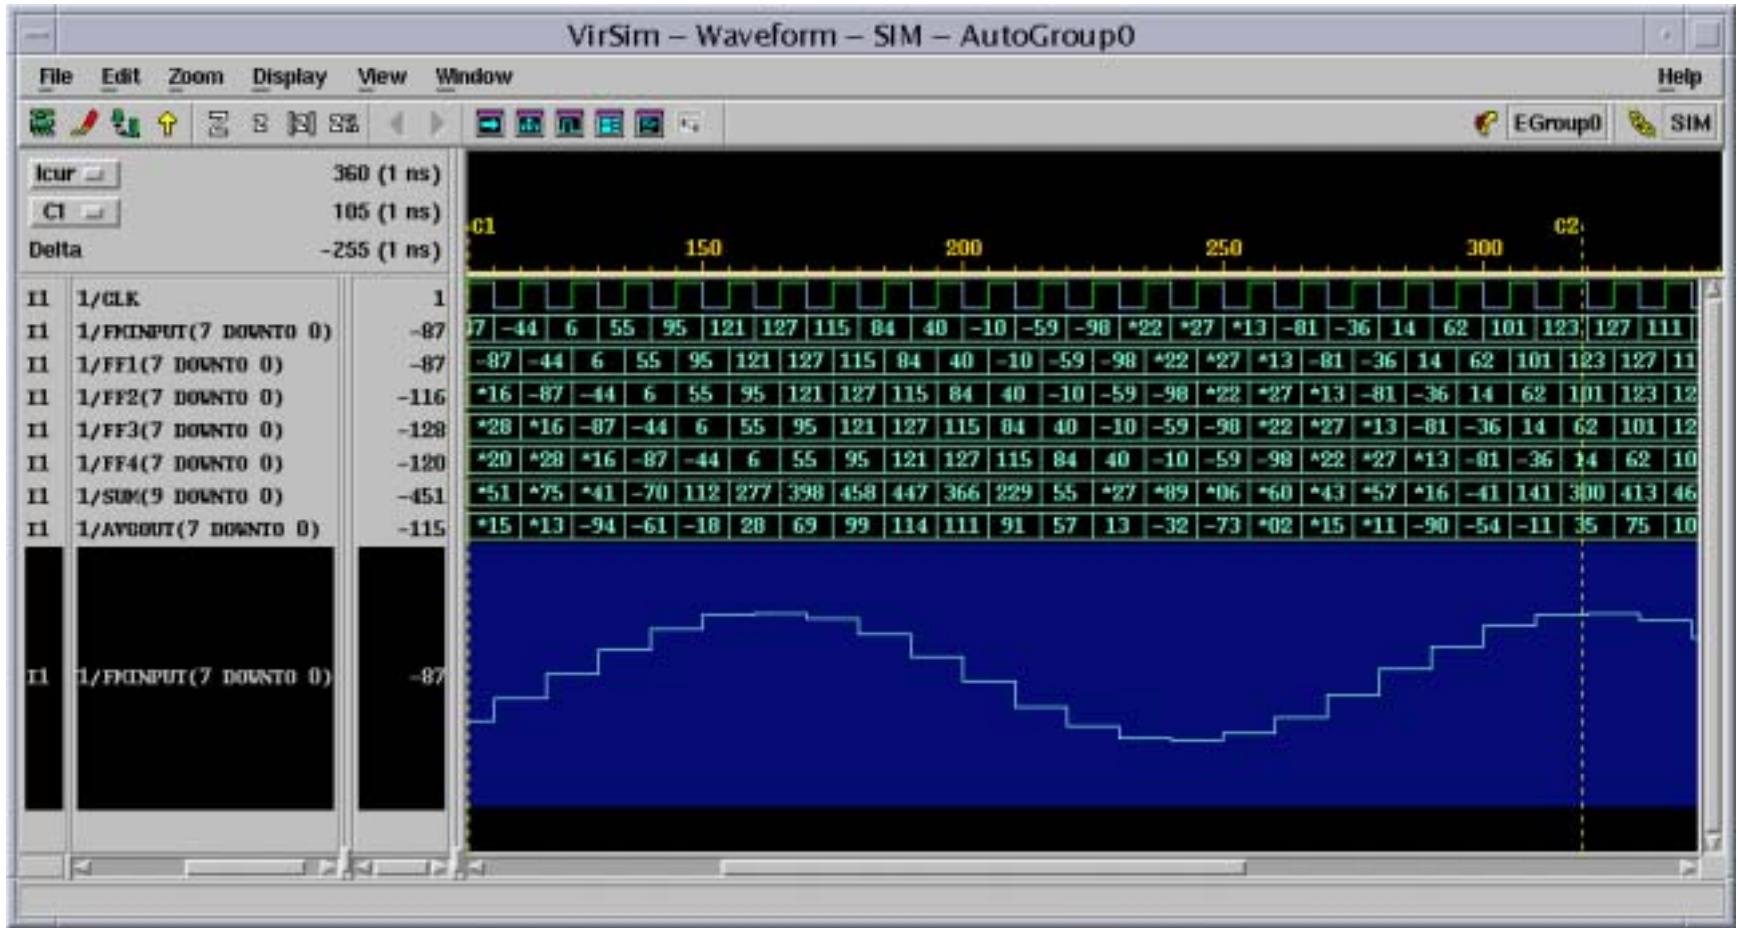 VirSim – Waveform – SIM – AutoGroup0
File Edit Zoom Display View Window Help
EGroup0 SIM
Icur 360 (1 ns)
C1 105 (1 ns)
Delta -255 (1 ns)
C1 C2
150 200 250 300
I1 1/CLK 1
I1 1/FMINPUT(7 DOWNTO 0) -87 -44 6 55 95 121 127 115 84 40 -10 -59 -98 *22 *27 *13 -81 -36 14 62 101 123 127 111
I1 1/FF1(7 DOWNTO 0) -87 -87 -44 6 55 95 121 127 115 84 40 -10 -59 -98 *22 *27 *13 -81 -36 14 62 101 123 127 11
I1 1/FF2(7 DOWNTO 0) -116 *16 -87 -44 6 55 95 121 127 115 84 40 -10 -59 -98 *22 *27 *13 -81 -36 14 62 101 123 12
I1 1/FF3(7 DOWNTO 0) -128 *28 *16 -87 -44 6 55 95 121 127 115 84 40 -10 -59 -98 *22 *27 *13 -81 -36 14 62 101 12
I1 1/FF4(7 DOWNTO 0) -120 *20 *28 *16 -87 -44 6 55 95 121 127 115 84 40 -10 -59 -98 *22 *27 *13 -81 -36 14 62 10
I1 1/SUM(9 DOWNTO 0) -451 *51 *75 *41 -70 112 277 398 458 447 366 229 55 *27 *89 *06 *60 *43 *57 *16 -41 141 300 413 46
I1 1/AVGOUT(7 DOWNTO 0) -115 *15 *13 -94 -61 -18 28 69 99 114 111 91 57 13 -32 -73 *02 *15 *11 -90 -54 -11 35 75 10
I1 1/FMINPUT(7 DOWNTO 0) -87